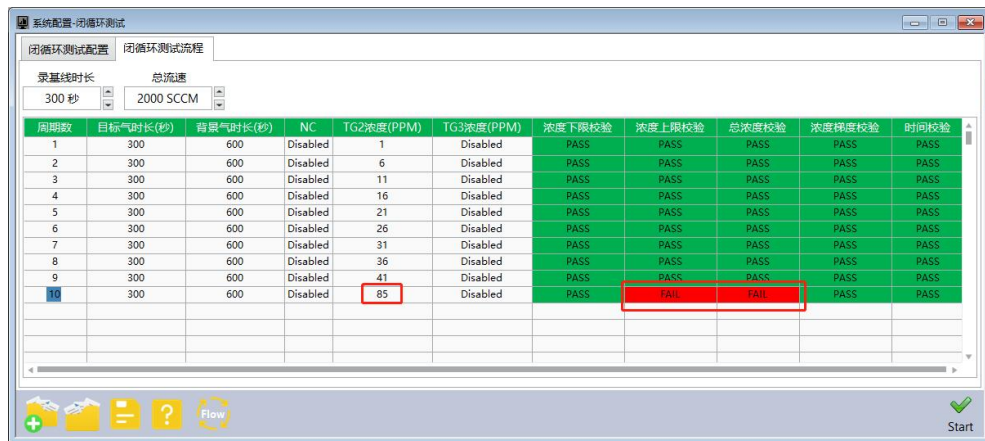 系统配置-闭循环测试
闭循环测试配置 闭循环测试流程
录基线时长 总流速
300 秒 2000 SCCM
周期数 目标气时长(秒) 背景气时长(秒) NC TG2浓度(PPM) TG3浓度(PPM) 浓度下限校验 浓度上限校验 总浓度校验 浓度梯度校验 时间校验
1 300 600 Disabled 1 Disabled PASS PASS PASS PASS PASS
2 300 600 Disabled 6 Disabled PASS PASS PASS PASS PASS
3 300 600 Disabled 11 Disabled PASS PASS PASS PASS PASS
4 300 600 Disabled 16 Disabled PASS PASS PASS PASS PASS
5 300 600 Disabled 21 Disabled PASS PASS PASS PASS PASS
6 300 600 Disabled 26 Disabled PASS PASS PASS PASS PASS
7 300 600 Disabled 31 Disabled PASS PASS PASS PASS PASS
8 300 600 Disabled 36 Disabled PASS PASS PASS PASS PASS
9 300 600 Disabled 41 Disabled PASS PASS PASS PASS PASS
10 300 600 Disabled 85 Disabled PASS FAIL FAIL PASS PASS
? Flow
Start